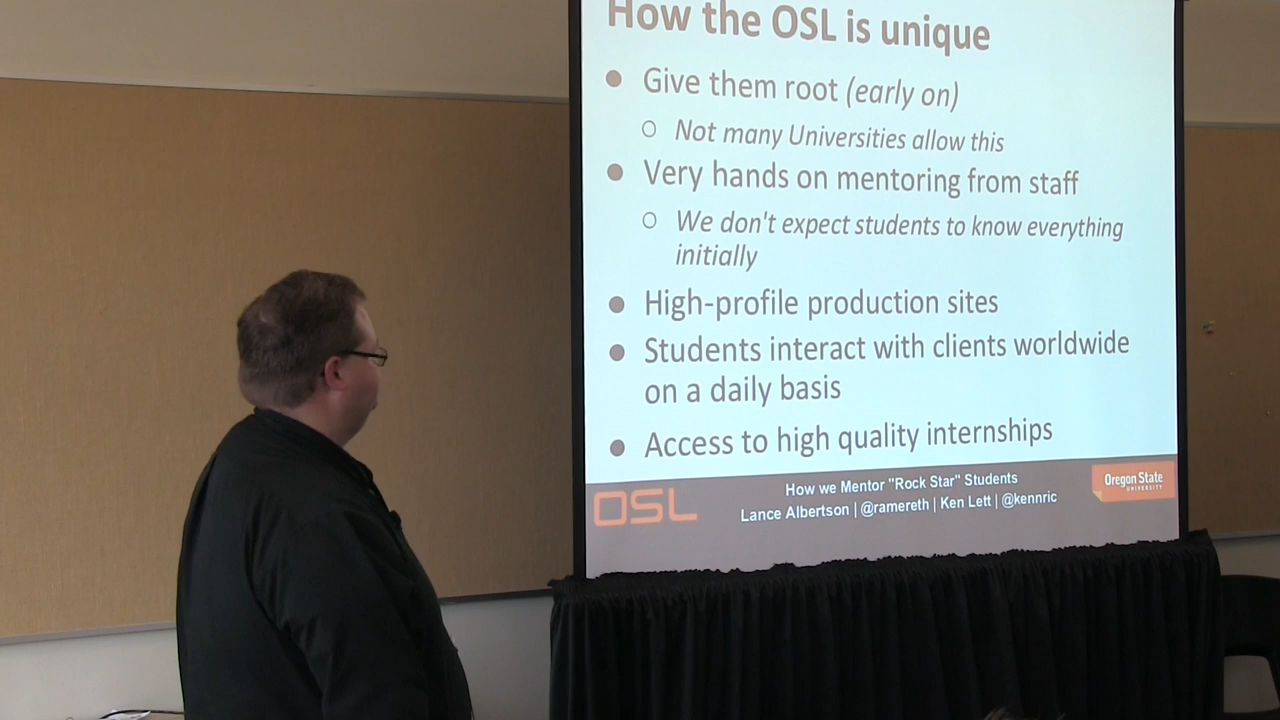 How the OSL is unique
Give them root (early on)
Not many Universities allow this
Very hands on mentoring from staff
We don't expect students to know everything
initially
High-profile production sites
Students interact with clients worldwide
on a daily basis
Access to high quality internships
OSL
How we Mentor "Rock Star" Students
Lance Albertson | @ramereth | Ken Lett | @kennric
Oregon State
UNIVERSITY